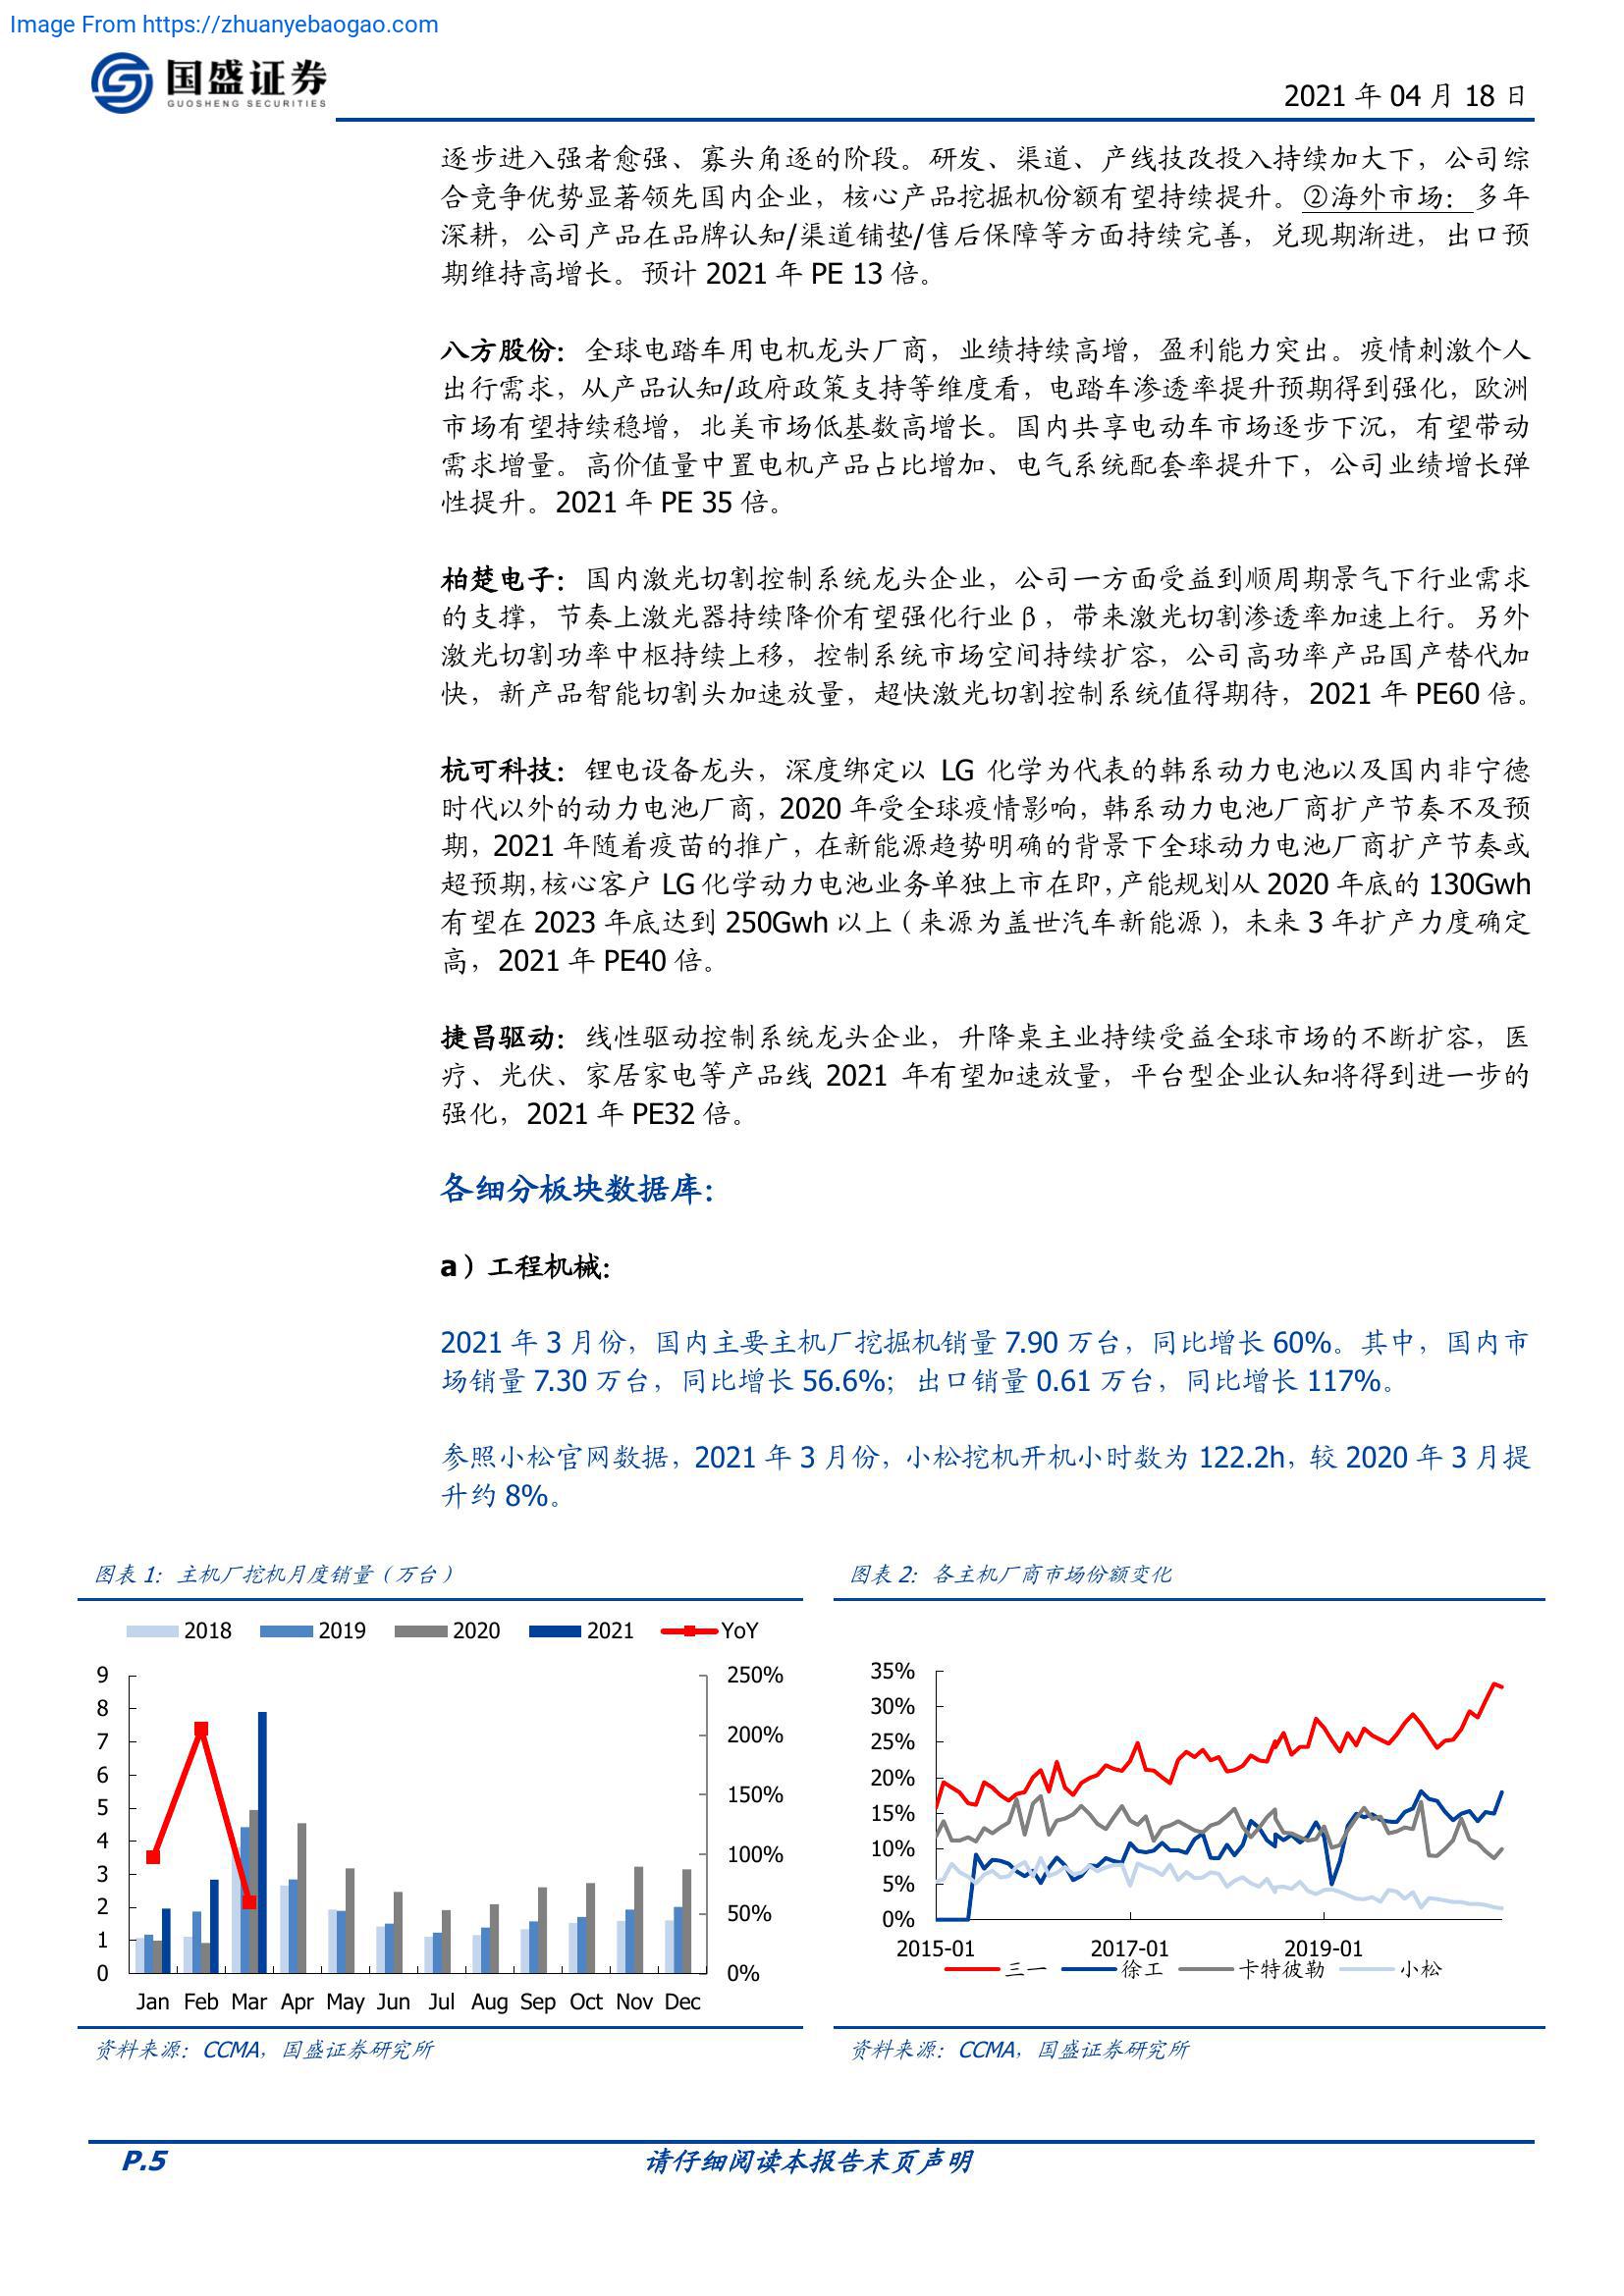 Image From https://zhuanyebaogao.com
国盛证券
GUOSHENG SECURITIES
2021 年 04 月 18 日
逐步进入强者愈强、寡头角逐的阶段。研发、渠道、产线技改投入持续加大下，公司综
合竞争优势显著领先国内企业，核心产品挖掘机份额有望持续提升。②海外市场：多年
深耕，公司产品在品牌认知/渠道铺垫/售后保障等方面持续完善，兑现期渐进，出口预
期维持高增长。预计 2021 年 PE 13 倍。
八方股份：全球电踏车用电机龙头厂商，业绩持续高增，盈利能力突出。疫情刺激个人
出行需求，从产品认知/政府政策支持等维度看，电踏车渗透率提升预期得到强化，欧洲
市场有望持续稳增，北美市场低基数高增长。国内共享电动车市场逐步下沉，有望带动
需求增量。高价值量中置电机产品占比增加、电气系统配套率提升下，公司业绩增长弹
性提升。2021 年 PE 35 倍。
柏楚电子：国内激光切割控制系统龙头企业，公司一方面受益到顺周期景气下行业需求
的支撑，节奏上激光器持续降价有望强化行业β，带来激光切割渗透率加速上行。另外
激光切割功率中枢持续上移，控制系统市场空间持续扩容，公司高功率产品国产替代加
快，新产品智能切割头加速放量，超快激光切割控制系统值得期待，2021 年 PE60 倍。
杭可科技：锂电设备龙头，深度绑定以 LG 化学为代表的韩系动力电池以及国内非宁德
时代以外的动力电池厂商，2020 年受全球疫情影响，韩系动力电池厂商扩产节奏不及预
期，2021 年随着疫苗的推广，在新能源趋势明确的背景下全球动力电池厂商扩产节奏或
超预期，核心客户 LG 化学动力电池业务单独上市在即，产能规划从 2020 年底的 130Gwh
有望在 2023 年底达到 250Gwh 以上（来源为盖世汽车新能源），未来 3 年扩产力度确定
高，2021 年 PE40 倍。
捷昌驱动：线性驱动控制系统龙头企业，升降桌主业持续受益全球市场的不断扩容，医
疗、光伏、家居家电等产品线 2021 年有望加速放量，平台型企业认知将得到进一步的
强化，2021 年 PE32 倍。
各细分板块数据库：
a）工程机械：
2021 年 3 月份，国内主要主机厂挖掘机销量 7.90 万台，同比增长 60%。其中，国内市
场销量 7.30 万台，同比增长 56.6%；出口销量 0.61 万台，同比增长 117%。
参照小松官网数据，2021 年 3 月份，小松挖机开机小时数为 122.2h，较 2020 年 3 月提
升约 8%。
图表 1：主机厂挖机月度销量（万台）
2018 2019 2020 2021 YoY
9 250%
8
7 200%
6
5 150%
4 100%
3
2 50%
1
0 0%
Jan Feb Mar Apr May Jun Jul Aug Sep Oct Nov Dec
资料来源：CCMA，国盛证券研究所
图表 2：各主机厂商市场份额变化
35%
30%
25%
20%
15%
10%
5%
0%
2015-01 2017-01 2019-01
三一 徐工 卡特彼勒 小松
资料来源：CCMA，国盛证券研究所
P.5 请仔细阅读本报告末页声明